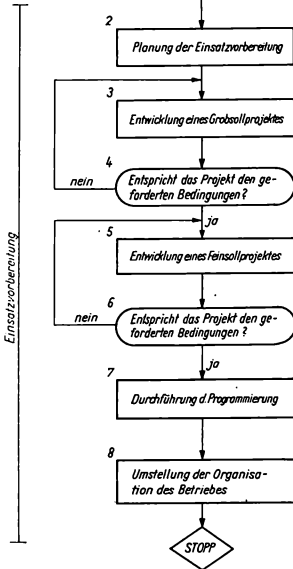 2
Planung der Einsatzvorbereitung
3
Entwicklung eines Grobsollprojektes
4
Entspricht das Projekt den ge-
forderten Bedingungen?
nein
ja
5
Entwicklung eines Feinsollprojektes
6
Entspricht das Projekt den ge-
forderten Bedingungen?
nein
ja
7
Durchführung d. Programmierung
8
Umstellung der Organisa-
tion des Betriebes
STOPP
Einsatzvorbereitung